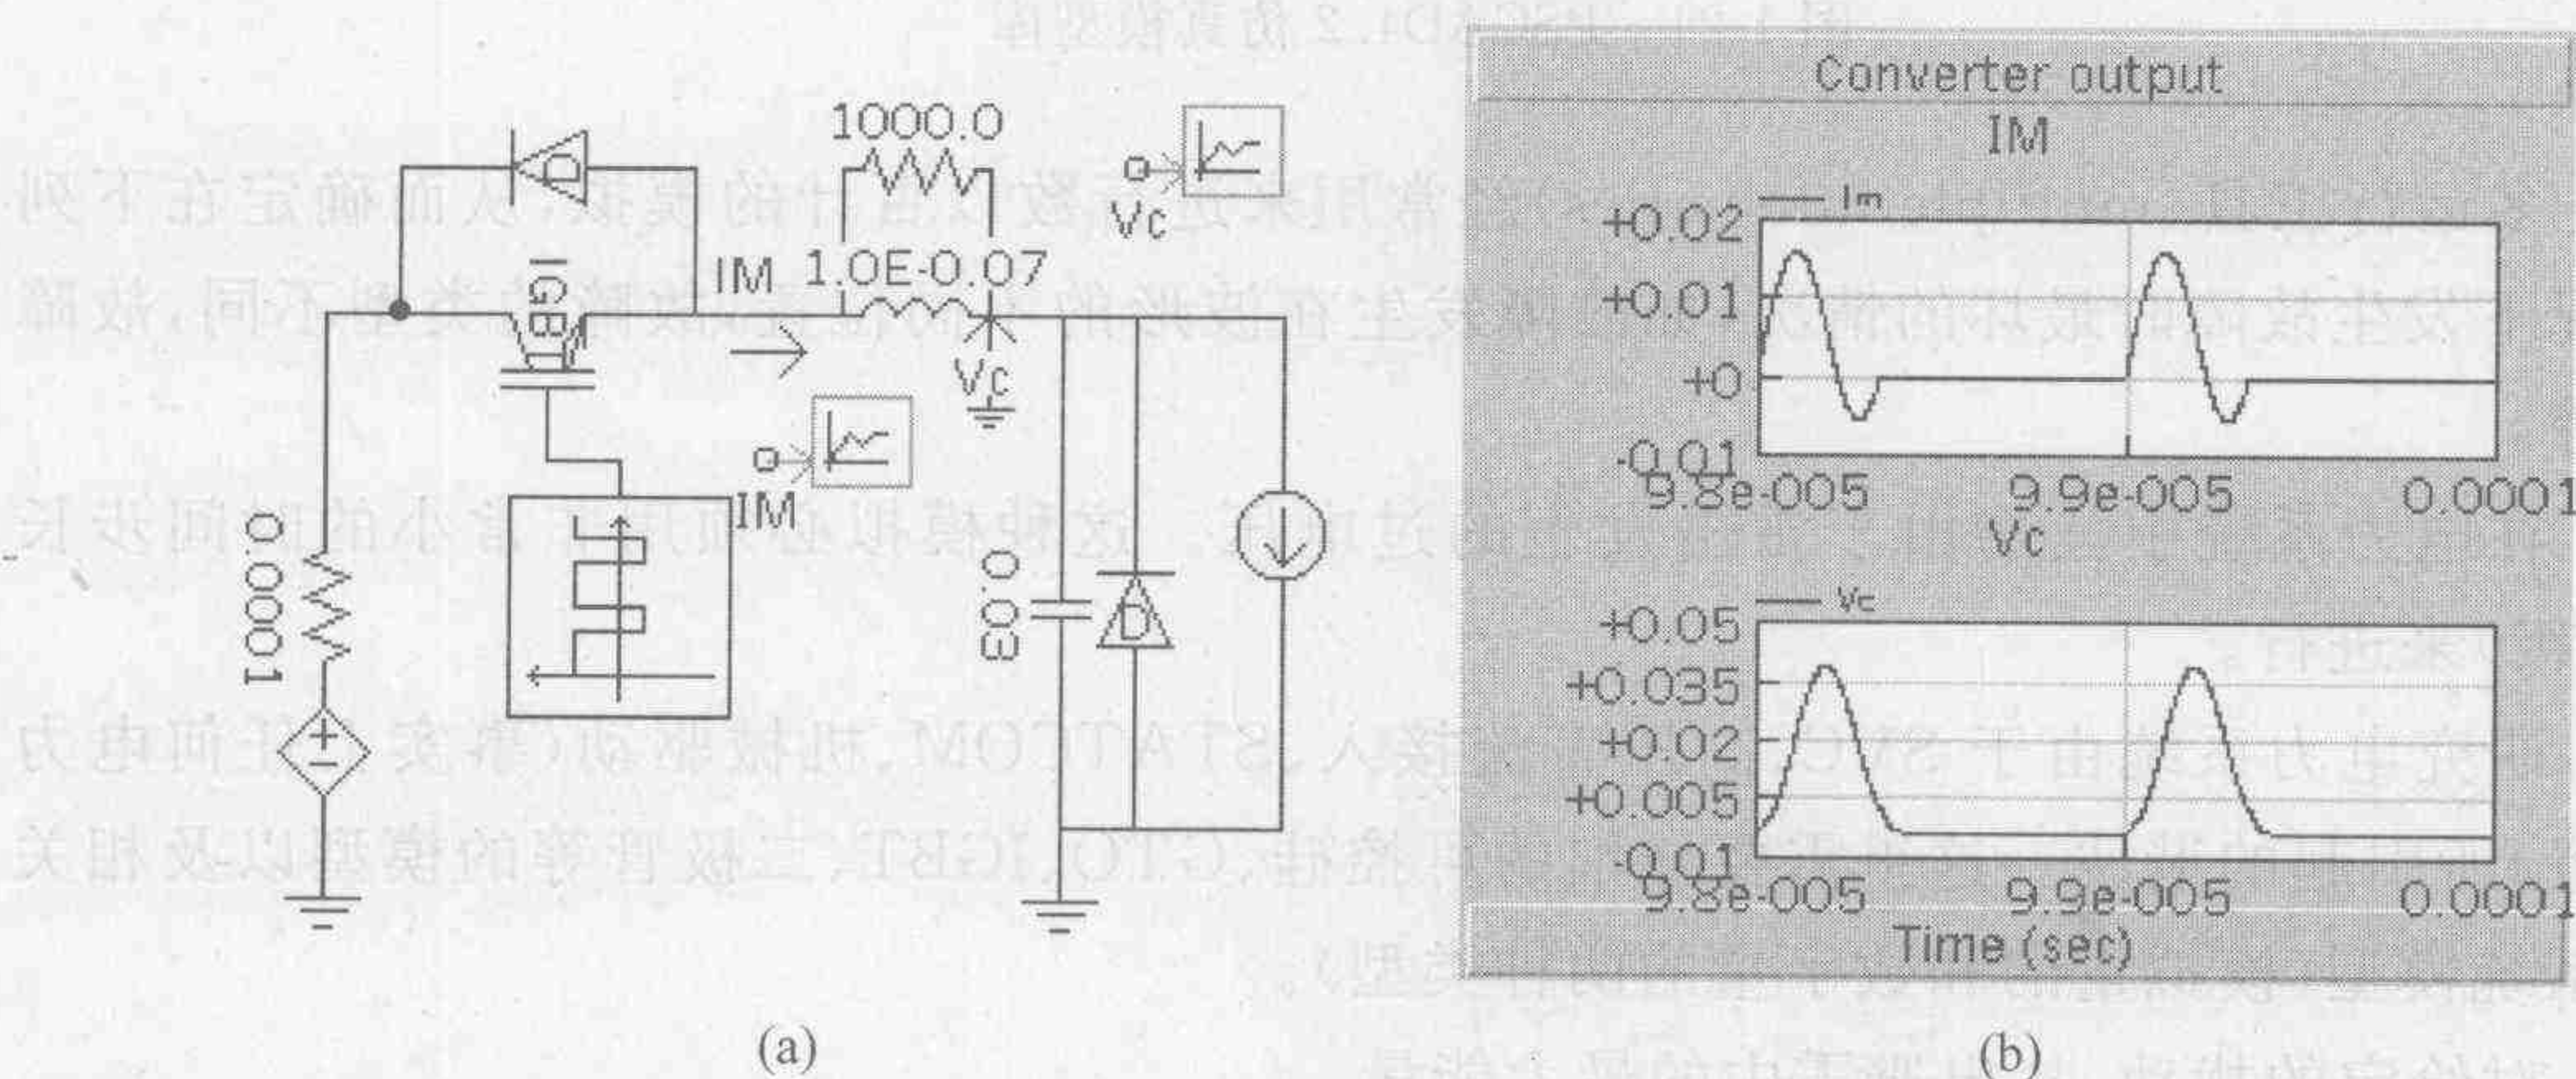 1000.0
D
Vc
IGBT
IM
1.0E-0.07
Vc
IM
0.0001
0.03
D
(a)
Converter output
IM
Im
+0.02
+0.01
+0
-0.01
9.8e-005 9.9e-005 0.0001
Vc
Vc
+0.05
+0.035
+0.02
+0.005
-0.01
9.8e-005 9.9e-005 0.0001
Time (sec)
(b)